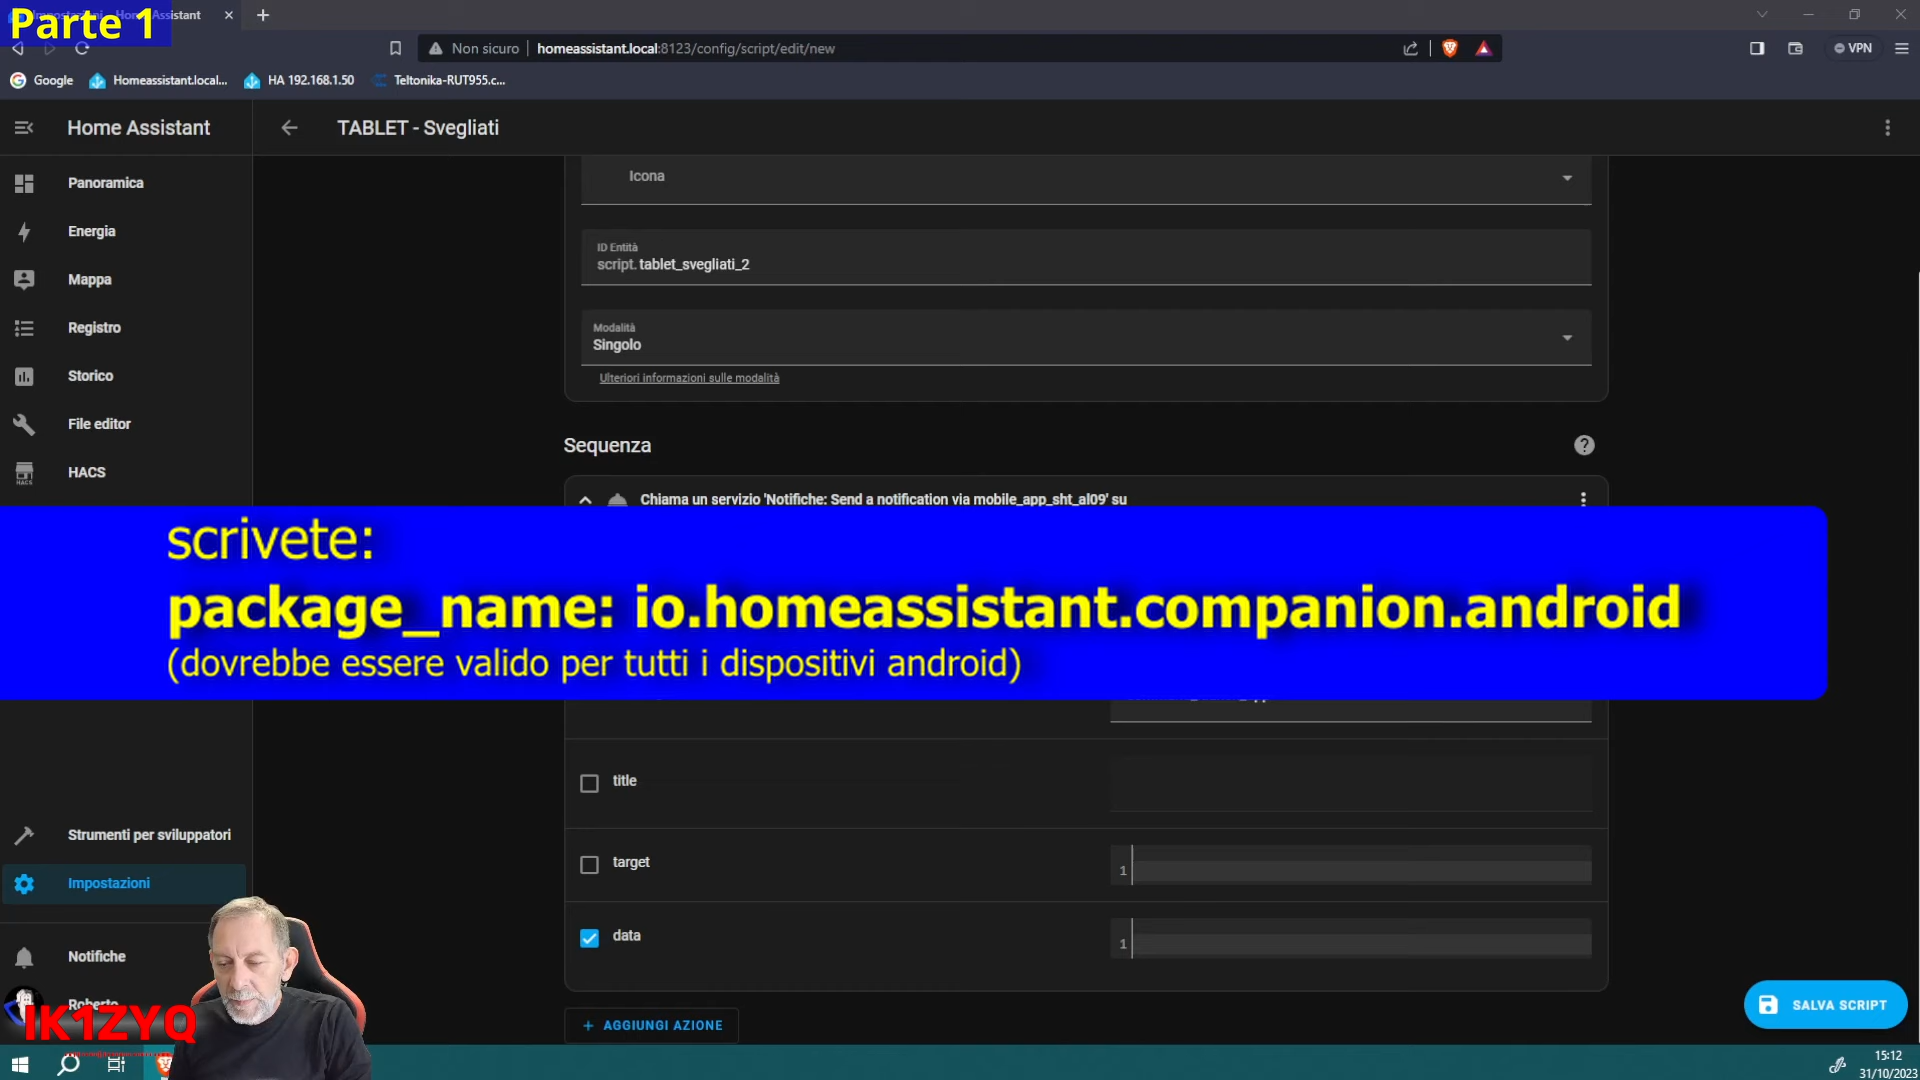 Parte 1
Assistant
Non sicuro
homeassistant.local:8123/config/script/edit/new
VPN
Google
Homeassistant.local...
HA 192.168.1.50
Teltonika-RUT955.c...
Home Assistant
TABLET - Svegliati
Panoramica
Energia
Mappa
Registro
Storico
File editor
HACS
Icona
ID Entità
script. tablet_svegliati_2
Modalità
Singolo
Ulteriori informazioni sulle modalità
Sequenza
Chiama un servizio 'Notifiche: Send a notification via mobile_app_sht_al09' su
scrivete:
package_name: io.homeassistant.companion.android
(dovrebbe essere valido per tutti i dispositivi android)
title
target
1
data
1
Strumenti per sviluppatori
Impostazioni
Notifiche
Roberto
IK1ZYQ
AGGIUNGI AZIONE
SALVA SCRIPT
15:12
31/10/2023